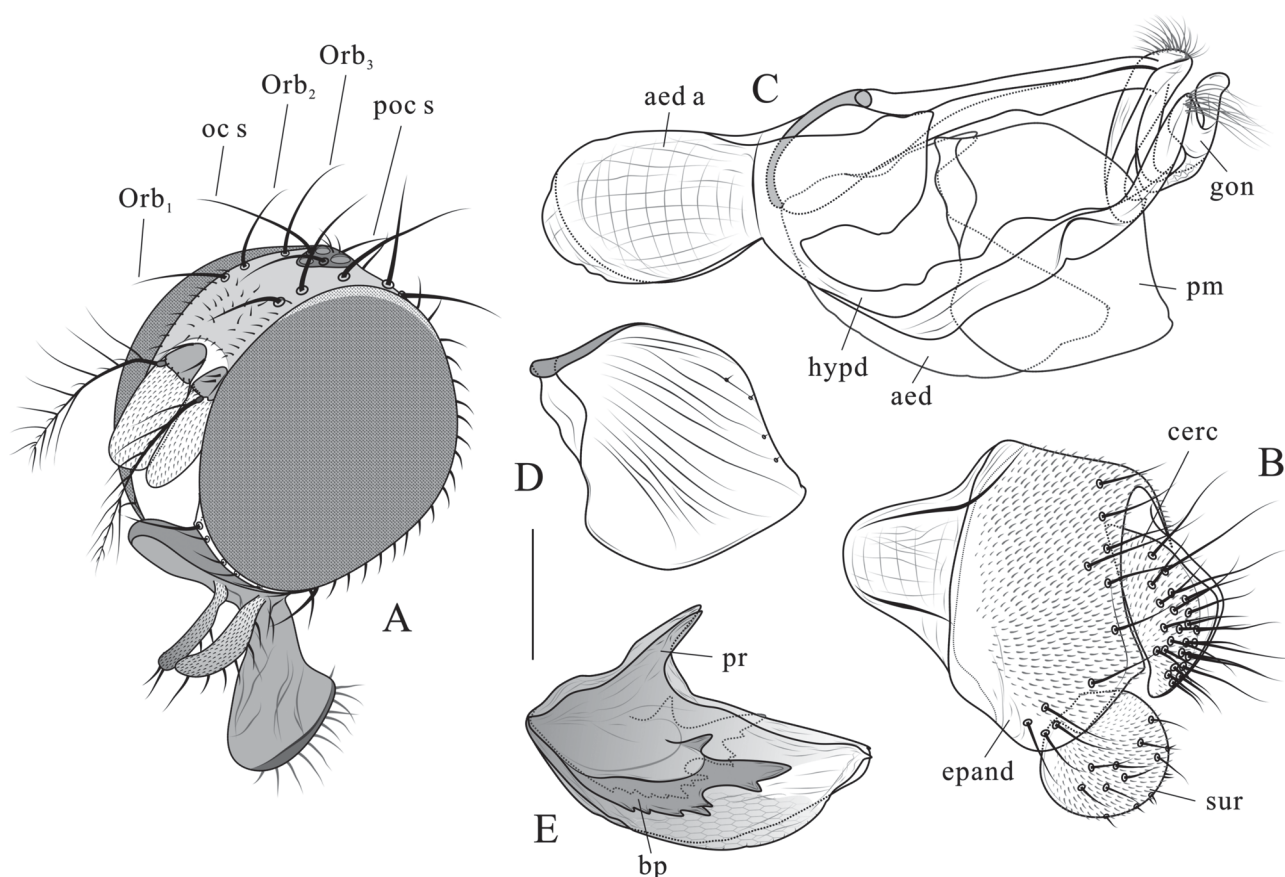 Orb₃
Orb₂
poc s
oc s
Orb₁
A
aed a
C
gon
pm
hypd
aed
D
cerc
B
epand
sur
pr
E
bp